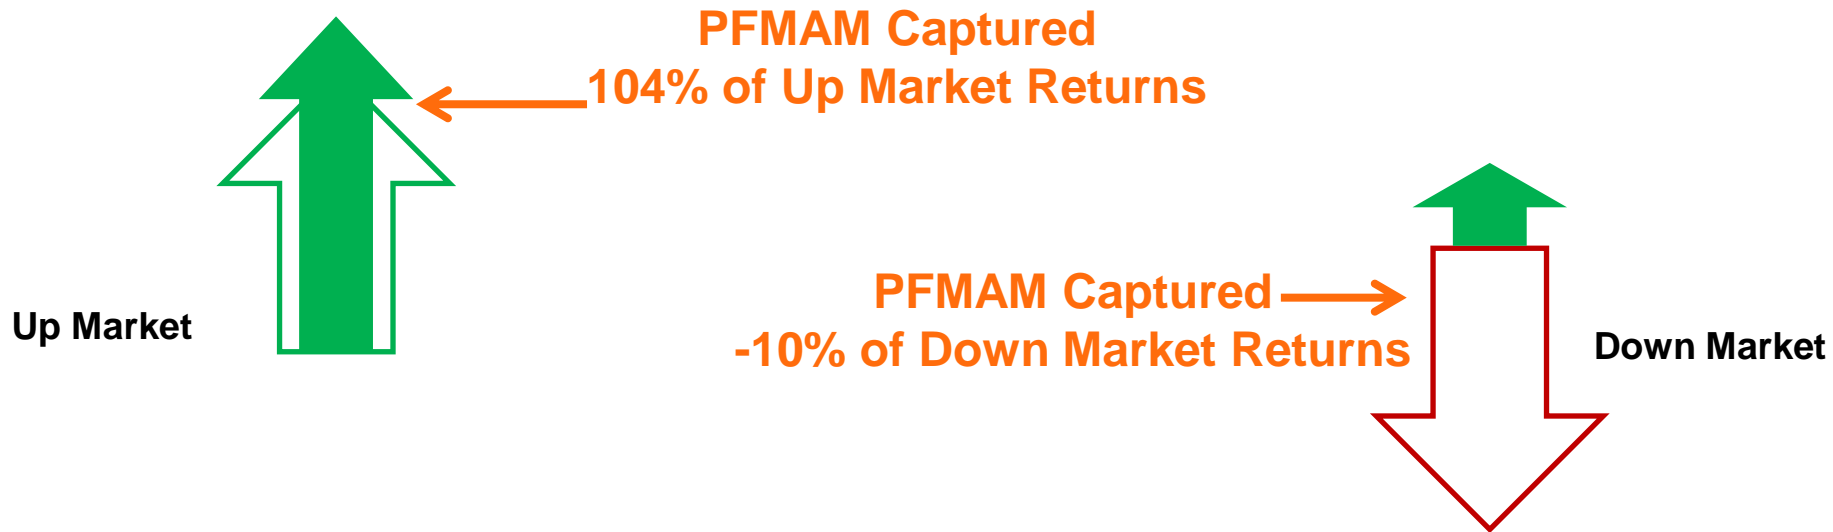 PFMAM Captured
104% of Up Market Returns
Up Market
PFMAM Captured
-10% of Down Market Returns
Down Market